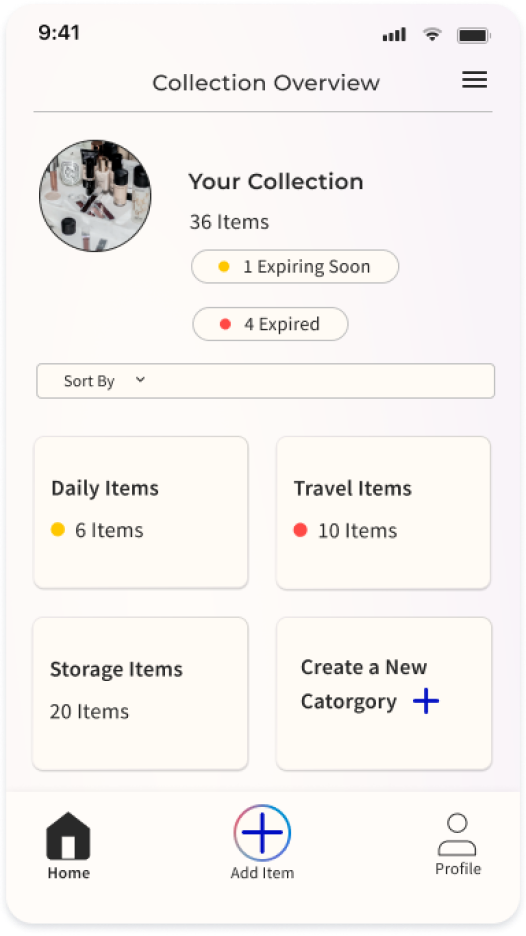 9:41
Collection Overview
Your Collection
36 Items
1 Expiring Soon
4 Expired
Sort By
Daily Items
6 Items
Travel Items
10 Items
Storage Items
20 Items
Create a New
Catorgory
Home
Add Item
Profile